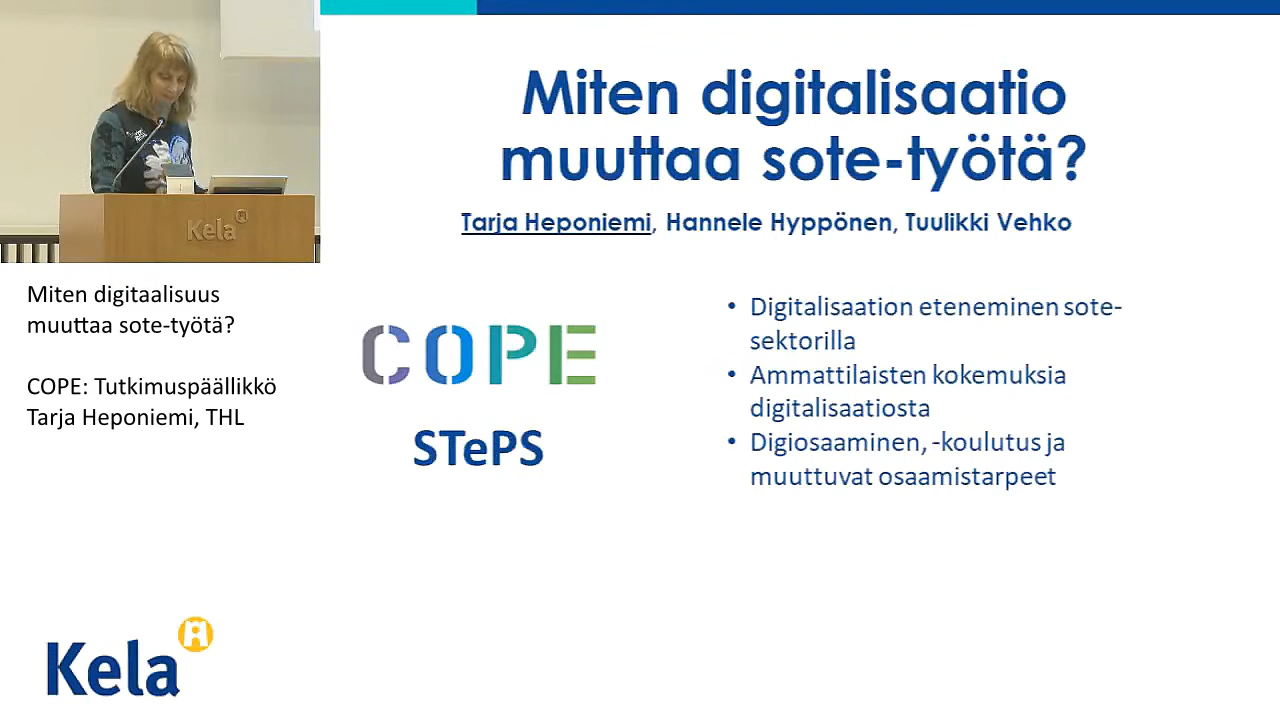 Kela
Miten digitaalisuus
muuttaa sote-työtä?
COPE: Tutkimuspäällikkö
Tarja Heponiemi, THL
Kela
Miten digitalisaatio
muuttaa sote-työtä?
Tarja Heponiemi, Hannele Hyppönen, Tuulikki Vehko
COPE
STePS
• Digitalisaation eteneminen sote-
sektorilla
• Ammattilaisten kokemuksia
digitalisaatiosta
• Digiosaaminen, -koulutus ja
muuttuvat osaamistarpeet